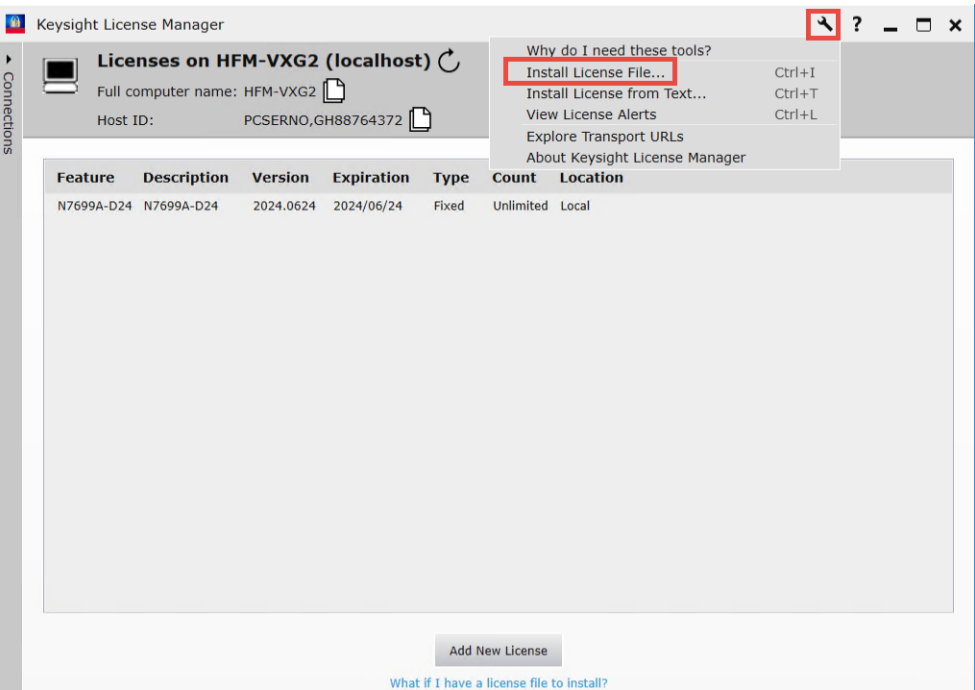 Keysight License Manager
?
Connections
Licenses on HFM-VXG2 (localhost)
Full computer name: HFM-VXG2
Host ID: PCSERNO,GH88764372
Why do I need these tools?
Install License File... Ctrl+I
Install License from Text... Ctrl+T
View License Alerts Ctrl+L
Explore Transport URLs
About Keysight License Manager
Feature Description Version Expiration Type Count Location
N7699A-D24 N7699A-D24 2024.0624 2024/06/24 Fixed Unlimited Local
Add New License
What if I have a license file to install?